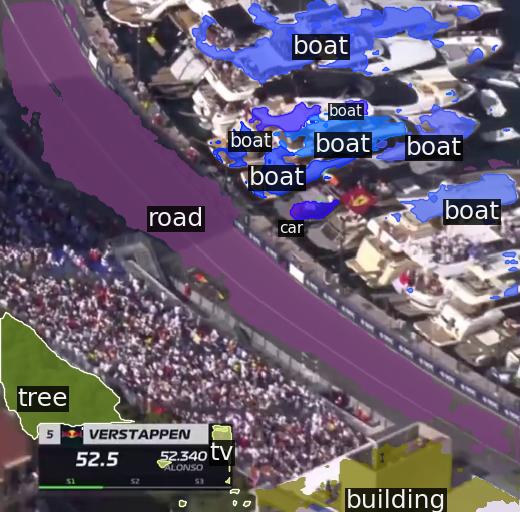 boat
boat
boat
boat
boat
boat
boat
car
road
tree
tv
building
5 VERSTAPPEN
52.5 52.340
ALONSO
S1 S2 S3